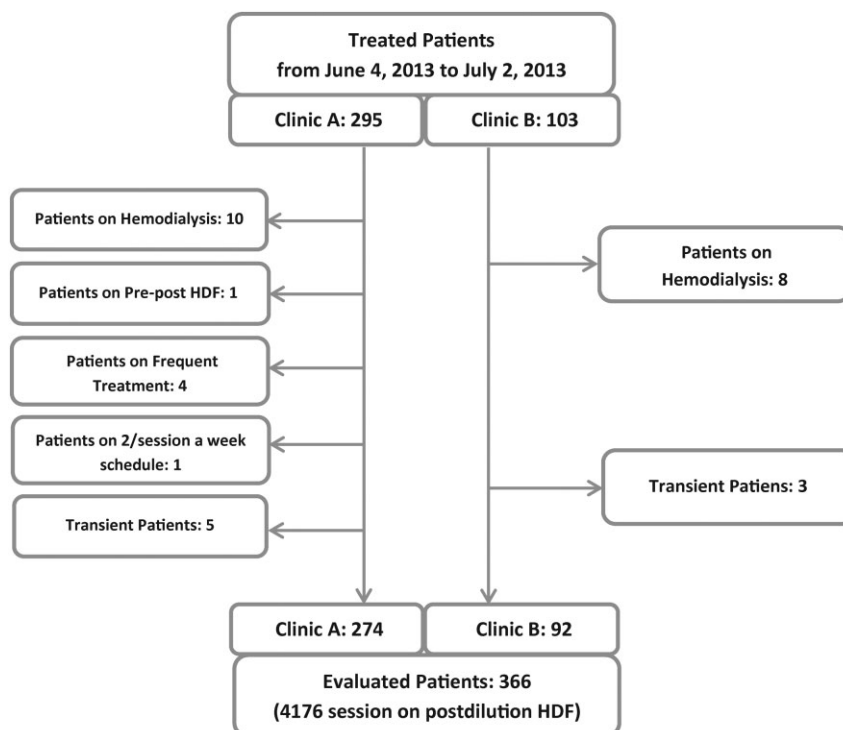 Treated Patients
from June 4, 2013 to July 2, 2013
Clinic A: 295
Clinic B: 103
Patients on Hemodialysis: 10
Patients on Pre-post HDF: 1
Patients on Frequent
Treatment: 4
Patients on 2/session a week
schedule: 1
Transient Patients: 5
Patients on
Hemodialysis: 8
Transient Patiens: 3
Clinic A: 274
Clinic B: 92
Evaluated Patients: 366
(4176 session on postdilution HDF)